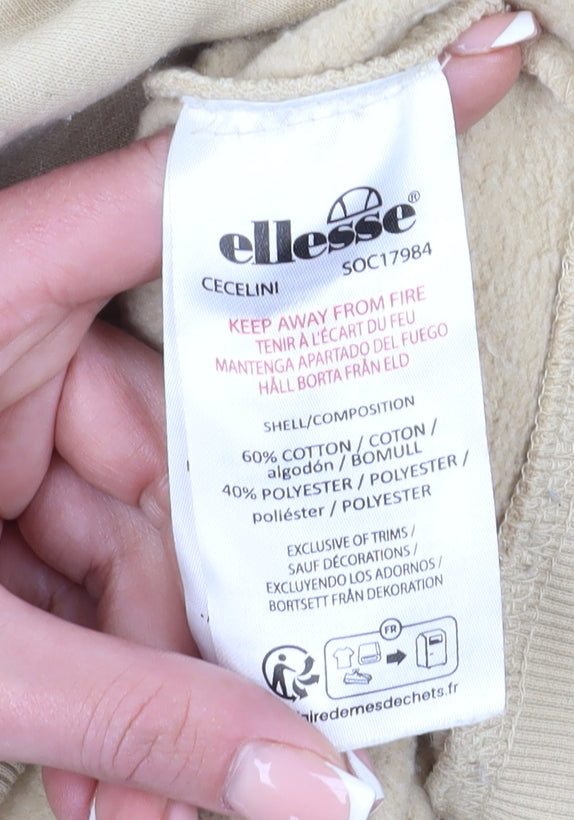 ellesse®
CECELINI SOC17984
KEEP AWAY FROM FIRE
TENIR À L'ÉCART DU FEU
MANTENGA APARTADO DEL FUEGO
HÅLL BORTA FRÅN ELD
SHELL/COMPOSITION
60% COTTON / COTON /
algodón / BOMULL
40% POLYESTER / POLYESTER /
poliéster / POLYESTER
EXCLUSIVE OF TRIMS /
SAUF DÉCORATIONS /
EXCLUYENDO LOS ADORNOS /
BORTSETT FRÅN DEKORATION
FR
airedemesdechets.fr